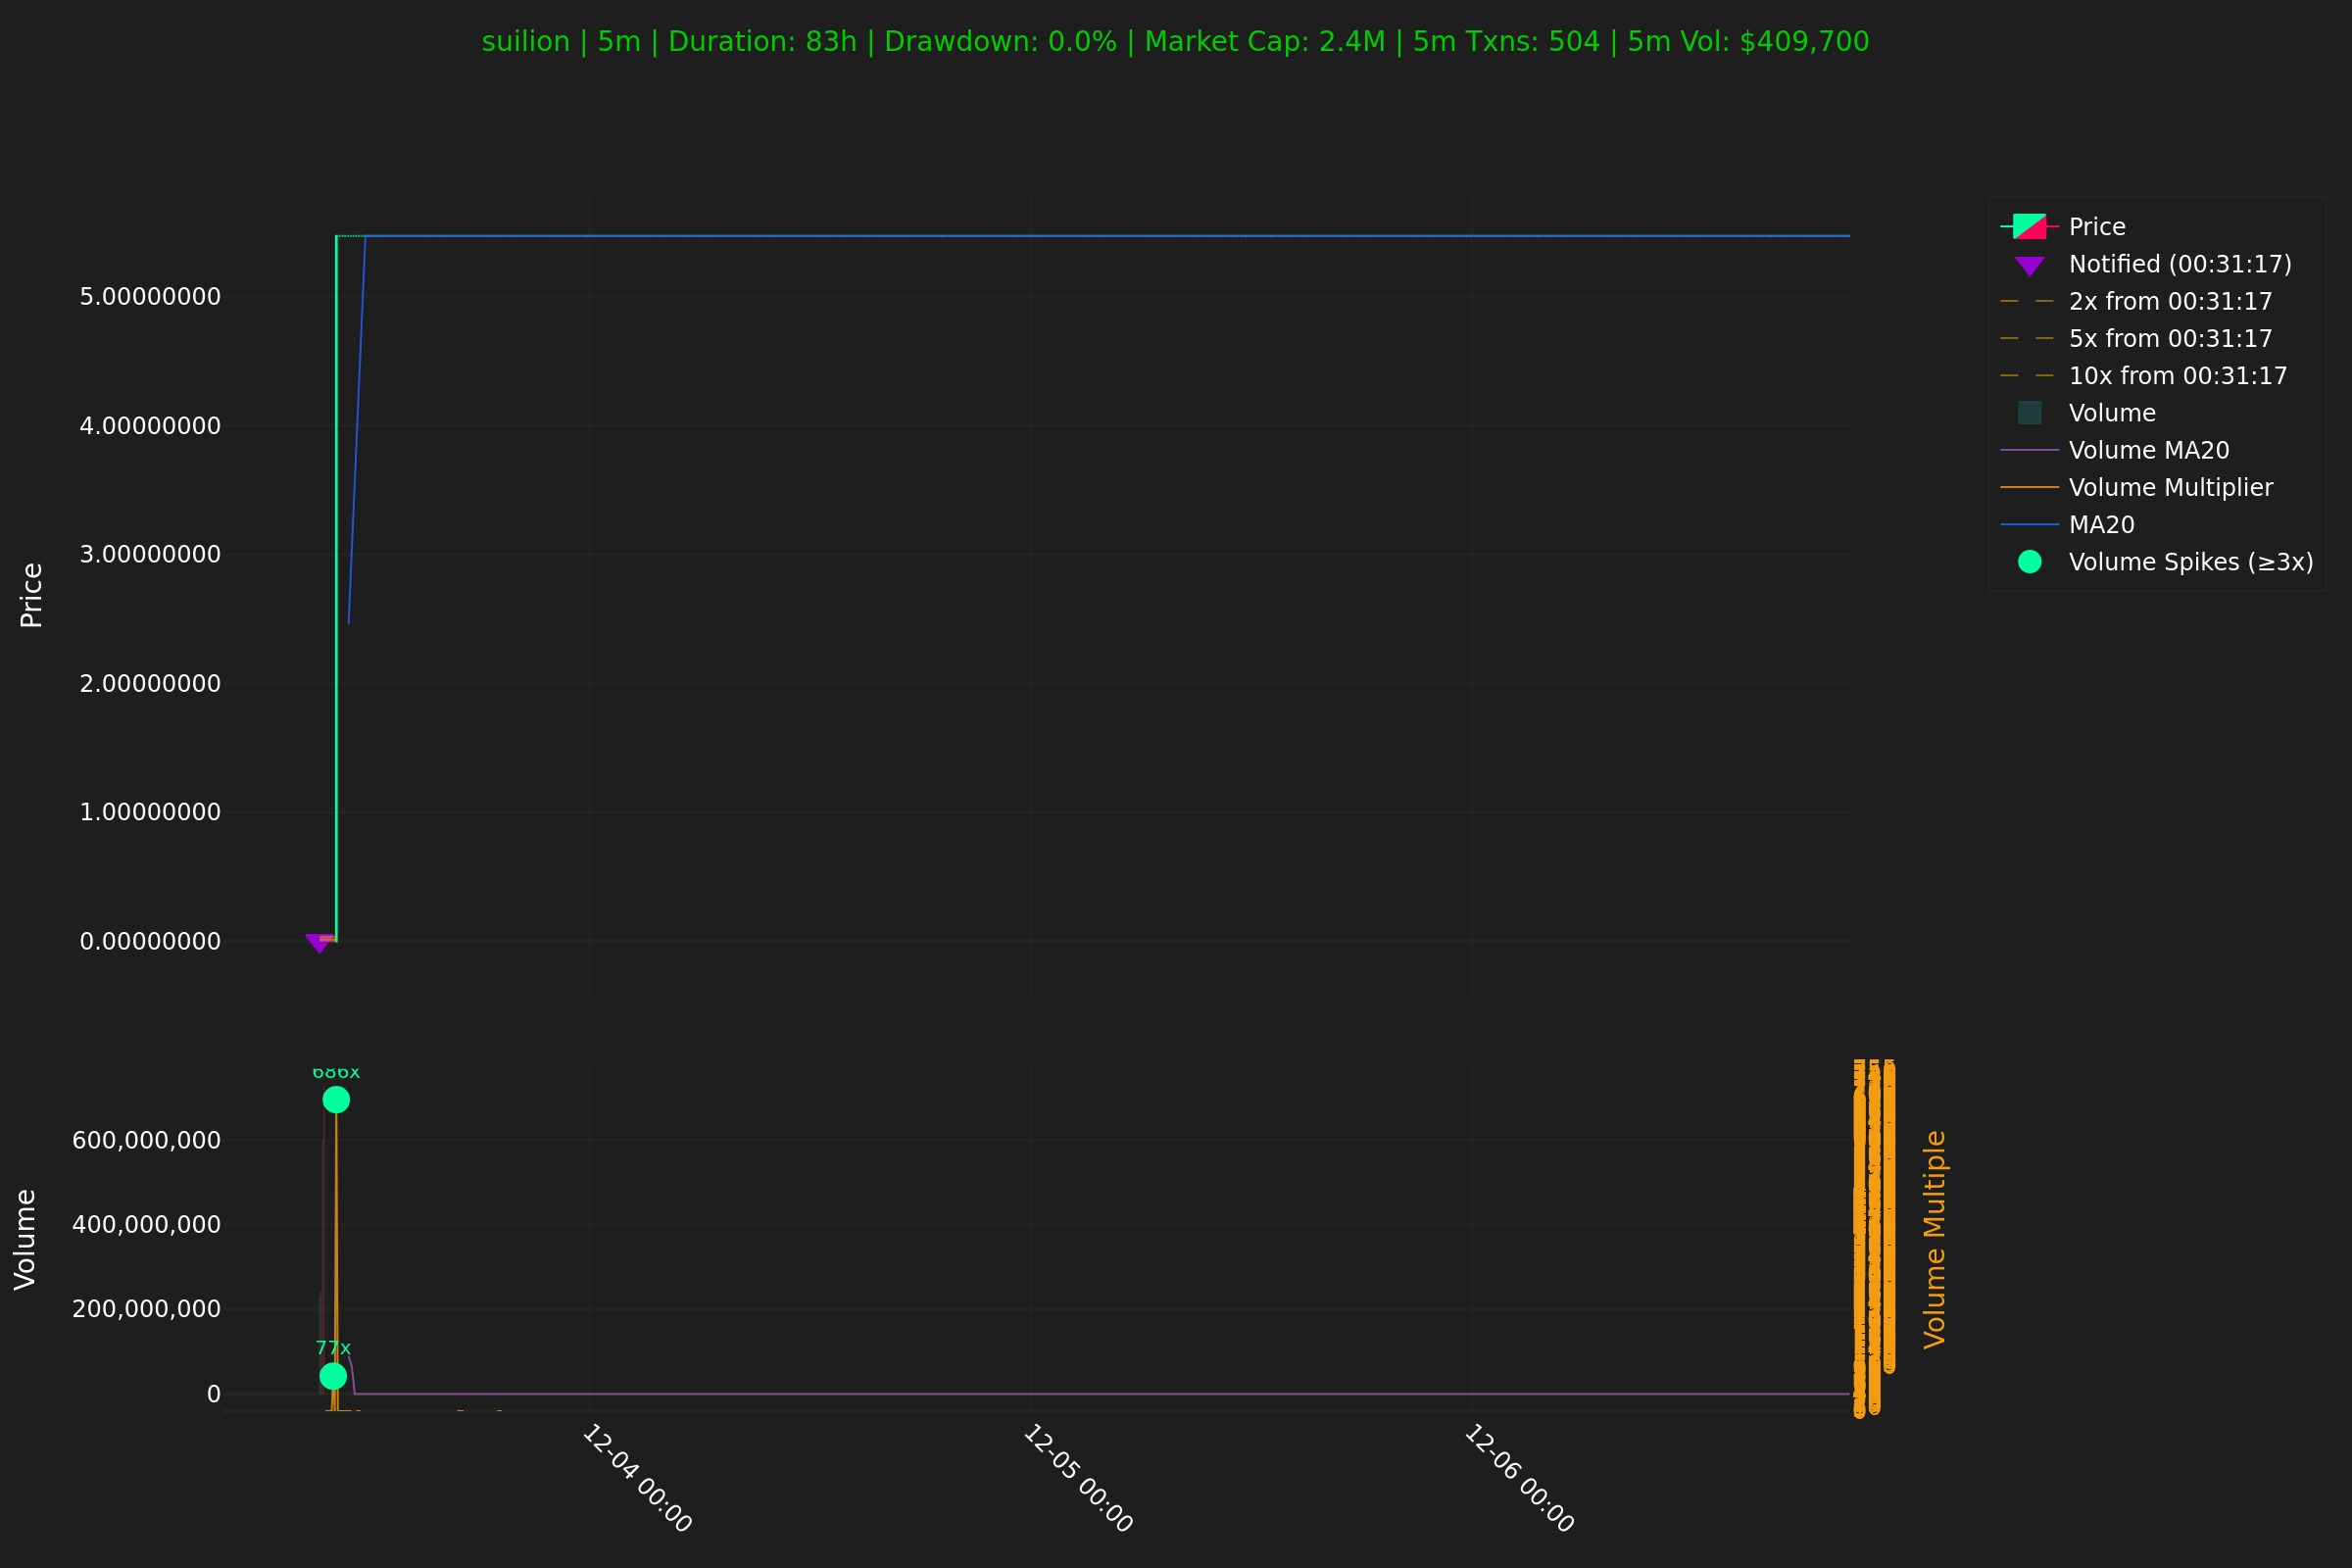 suilion | 5m | Duration: 83h | Drawdown: 0.0% | Market Cap: 2.4M | 5m Txns: 504 | 5m Vol: $409,700
Price
5.00000000
4.00000000
3.00000000
2.00000000
1.00000000
0.00000000
Price
Notified (00:31:17)
2x from 00:31:17
5x from 00:31:17
10x from 00:31:17
Volume
Volume MA20
Volume Multiplier
MA20
Volume Spikes (≥3x)
Volume
600,000,000
400,000,000
200,000,000
0
686x
77x
Volume Multiple
12-04 00:00
12-05 00:00
12-06 00:00